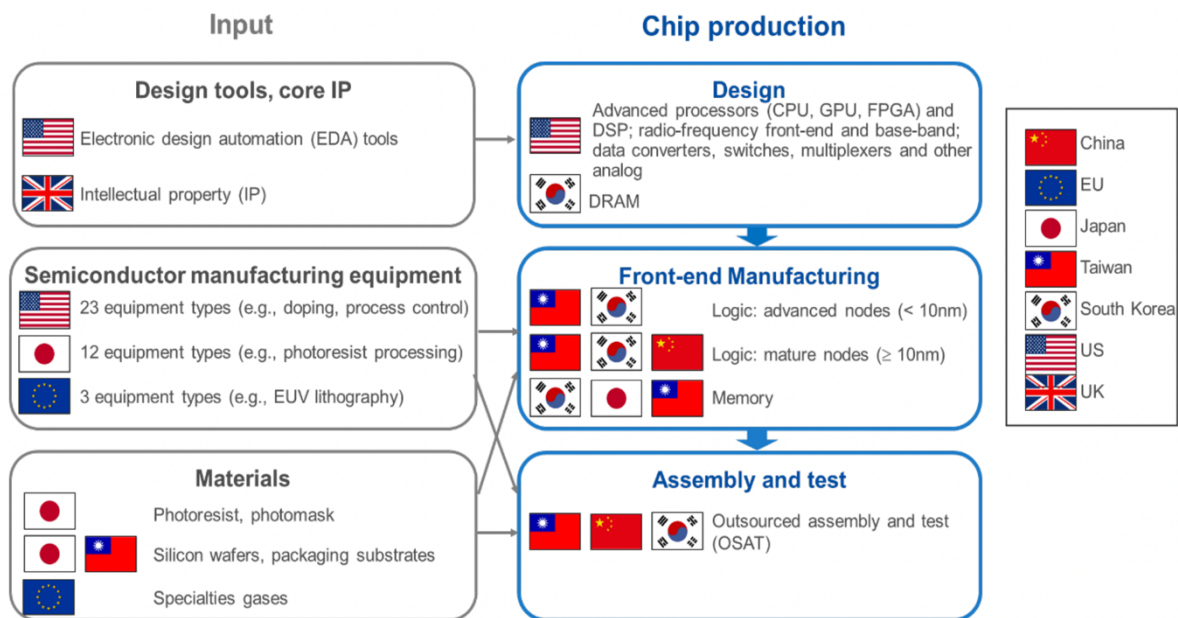 Input
Chip production
Design tools, core IP
Electronic design automation (EDA) tools
Intellectual property (IP)
Design
Advanced processors (CPU, GPU, FPGA) and
DSP; radio-frequency front-end and base-band;
data converters, switches, multiplexers and other
analog
DRAM
Semiconductor manufacturing equipment
23 equipment types (e.g., doping, process control)
12 equipment types (e.g., photoresist processing)
3 equipment types (e.g., EUV lithography)
Front-end Manufacturing
Logic: advanced nodes (< 10nm)
Logic: mature nodes (≥ 10nm)
Memory
Materials
Photoresist, photomask
Silicon wafers, packaging substrates
Specialties gases
Assembly and test
Outsourced assembly and test
(OSAT)
China
EU
Japan
Taiwan
South Korea
US
UK